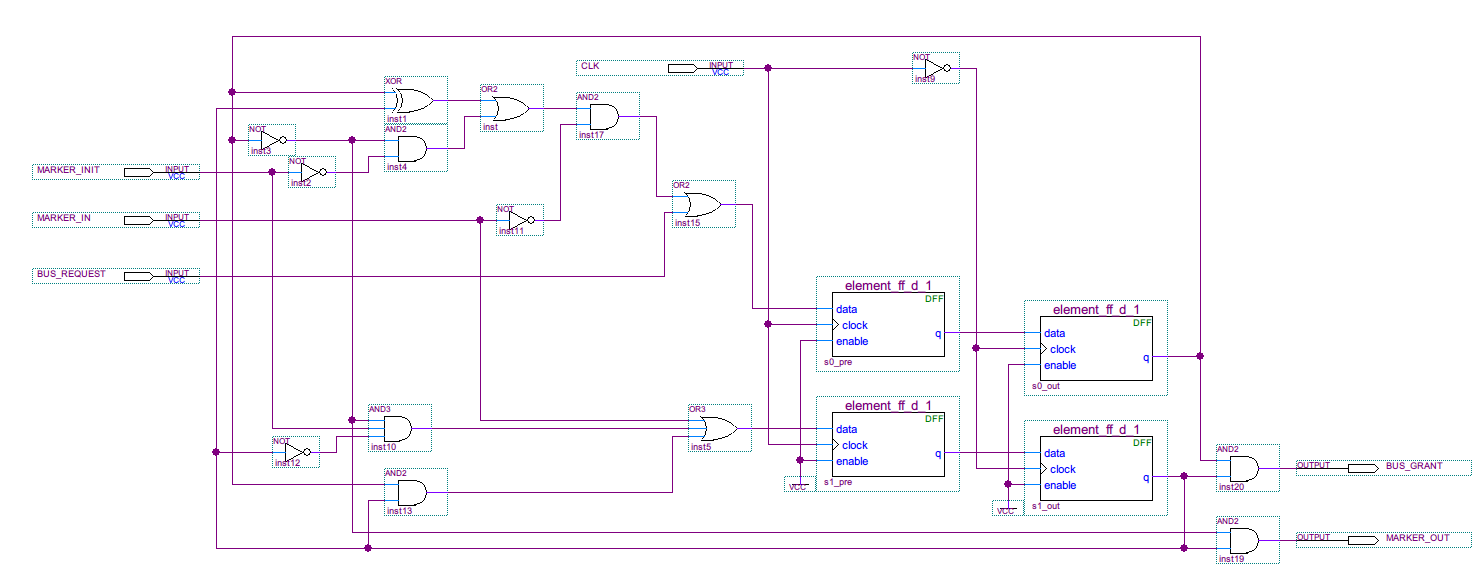 CLK
INPUT
VCC
NOT
inst9
XOR
inst1
OR2
inst
AND2
inst17
NOT
inst3
AND2
inst4
NOT
inst2
MARKER_INIT
INPUT
VCC
OR2
inst15
MARKER_IN
INPUT
VCC
NOT
inst11
BUS_REQUEST
INPUT
VCC
element_ff_d_1
DFF
data
clock
enable
q
s0_pre
element_ff_d_1
DFF
data
clock
enable
q
s0_out
AND3
inst10
NOT
inst12
OR3
inst5
AND2
inst13
element_ff_d_1
DFF
data
clock
enable
q
s1_pre
VCC
element_ff_d_1
DFF
data
clock
enable
q
s1_out
VCC
AND2
inst20
OUTPUT
BUS_GRANT
AND2
inst19
OUTPUT
MARKER_OUT